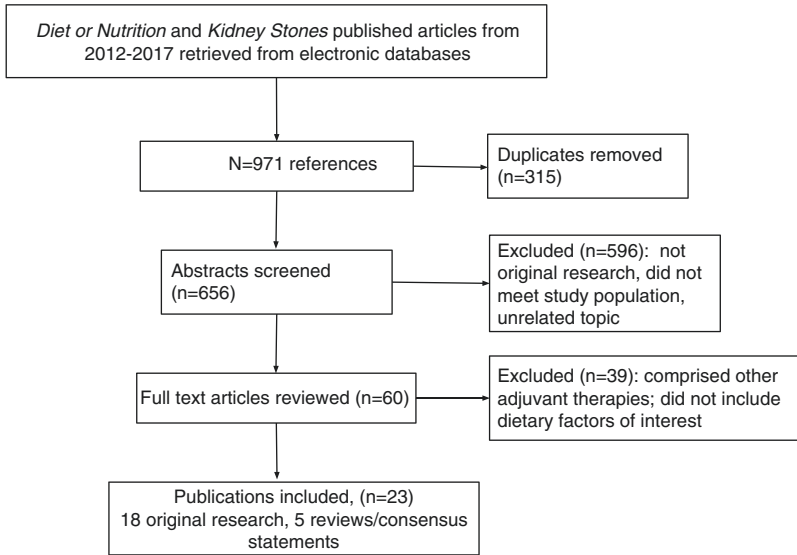 Diet or Nutrition and Kidney Stones published articles from
2012-2017 retrieved from electronic databases
N=971 references
Duplicates removed
(n=315)
Abstracts screened
(n=656)
Excluded (n=596):  not
original research, did not
meet study population,
unrelated topic
Full text articles reviewed (n=60)
Excluded (n=39): comprised other
adjuvant therapies; did not include
dietary factors of interest
Publications included, (n=23)
18 original research, 5 reviews/consensus
statements